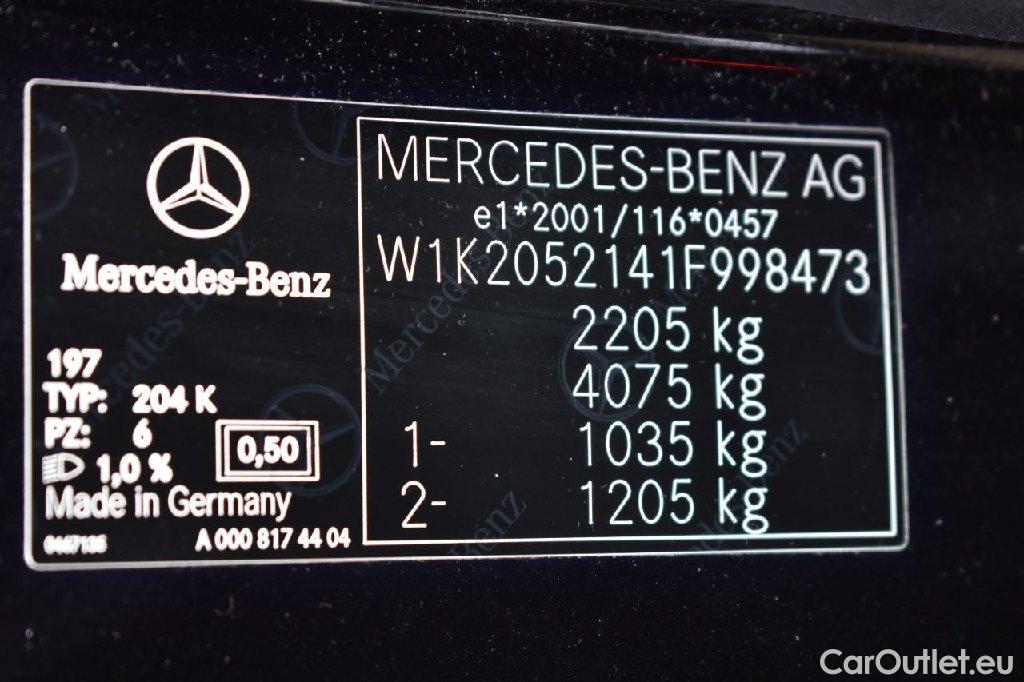 Mercedes-Benz
197
TYP: 204 K
PZ: 6
0,50
1,0 %
Made in Germany
A 000 817 44 04
MERCEDES-BENZ AG
e1*2001/116*0457
W1K2052141F998473
2205 kg
4075 kg
1- 1035 kg
2- 1205 kg
CarOutlet.eu